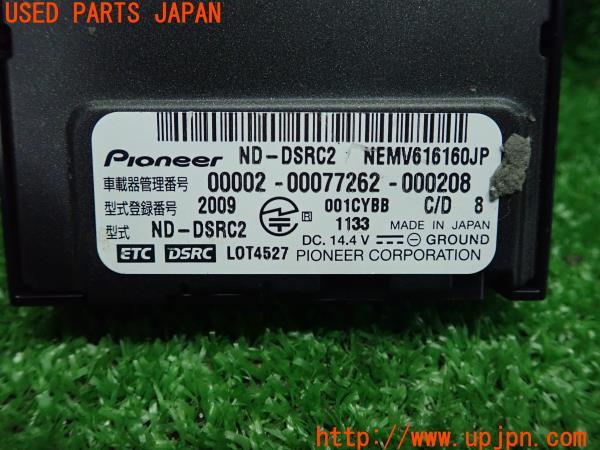 USED PARTS JAPAN
Pioneer ND-DSRC2 NEMV616160JP
車載器管理番号 00002-00077262-000208
型式登録番号 2009 R 001CYBB C/D 8
1133 MADE IN JAPAN
型式 ND-DSRC2 DC. 14.4 V GROUND
ETC DSRC LOT4527 PIONEER CORPORATION
http://www.upjpn.com/